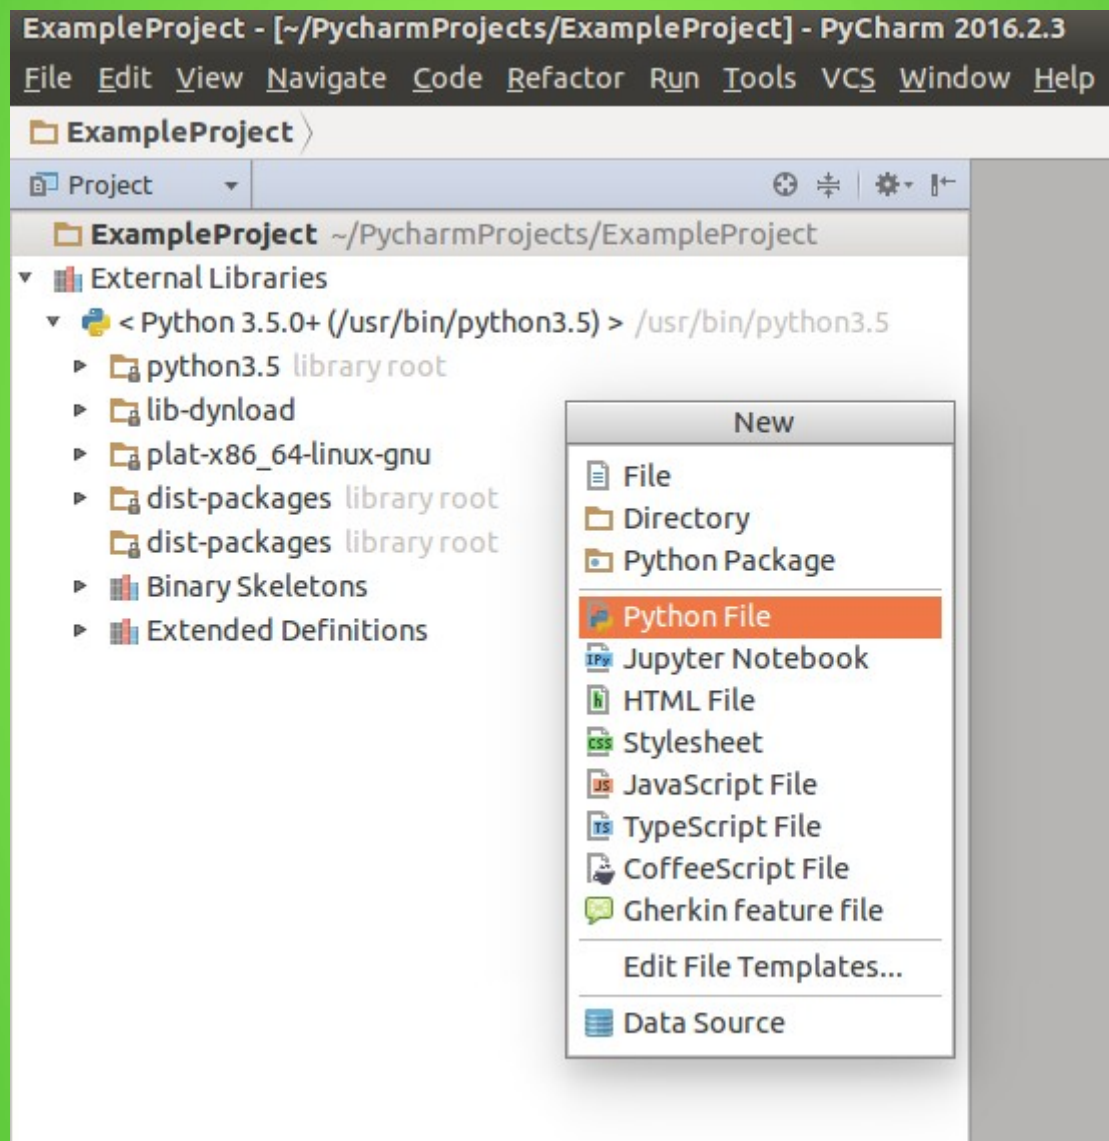 ExampleProject - [~/PycharmProjects/ExampleProject] - PyCharm 2016.2.3
File Edit View Navigate Code Refactor Run Tools VCS Window Help
ExampleProject
Project
ExampleProject ~/PycharmProjects/ExampleProject
External Libraries
< Python 3.5.0+ (/usr/bin/python3.5) > /usr/bin/python3.5
python3.5 library root
lib-dynload
plat-x86_64-linux-gnu
dist-packages library root
dist-packages library root
Binary Skeletons
Extended Definitions
New
File
Directory
Python Package
Python File
IPy Jupyter Notebook
h HTML File
CSS Stylesheet
JS JavaScript File
TS TypeScript File
CoffeeScript File
Gherkin feature file
Edit File Templates...
Data Source